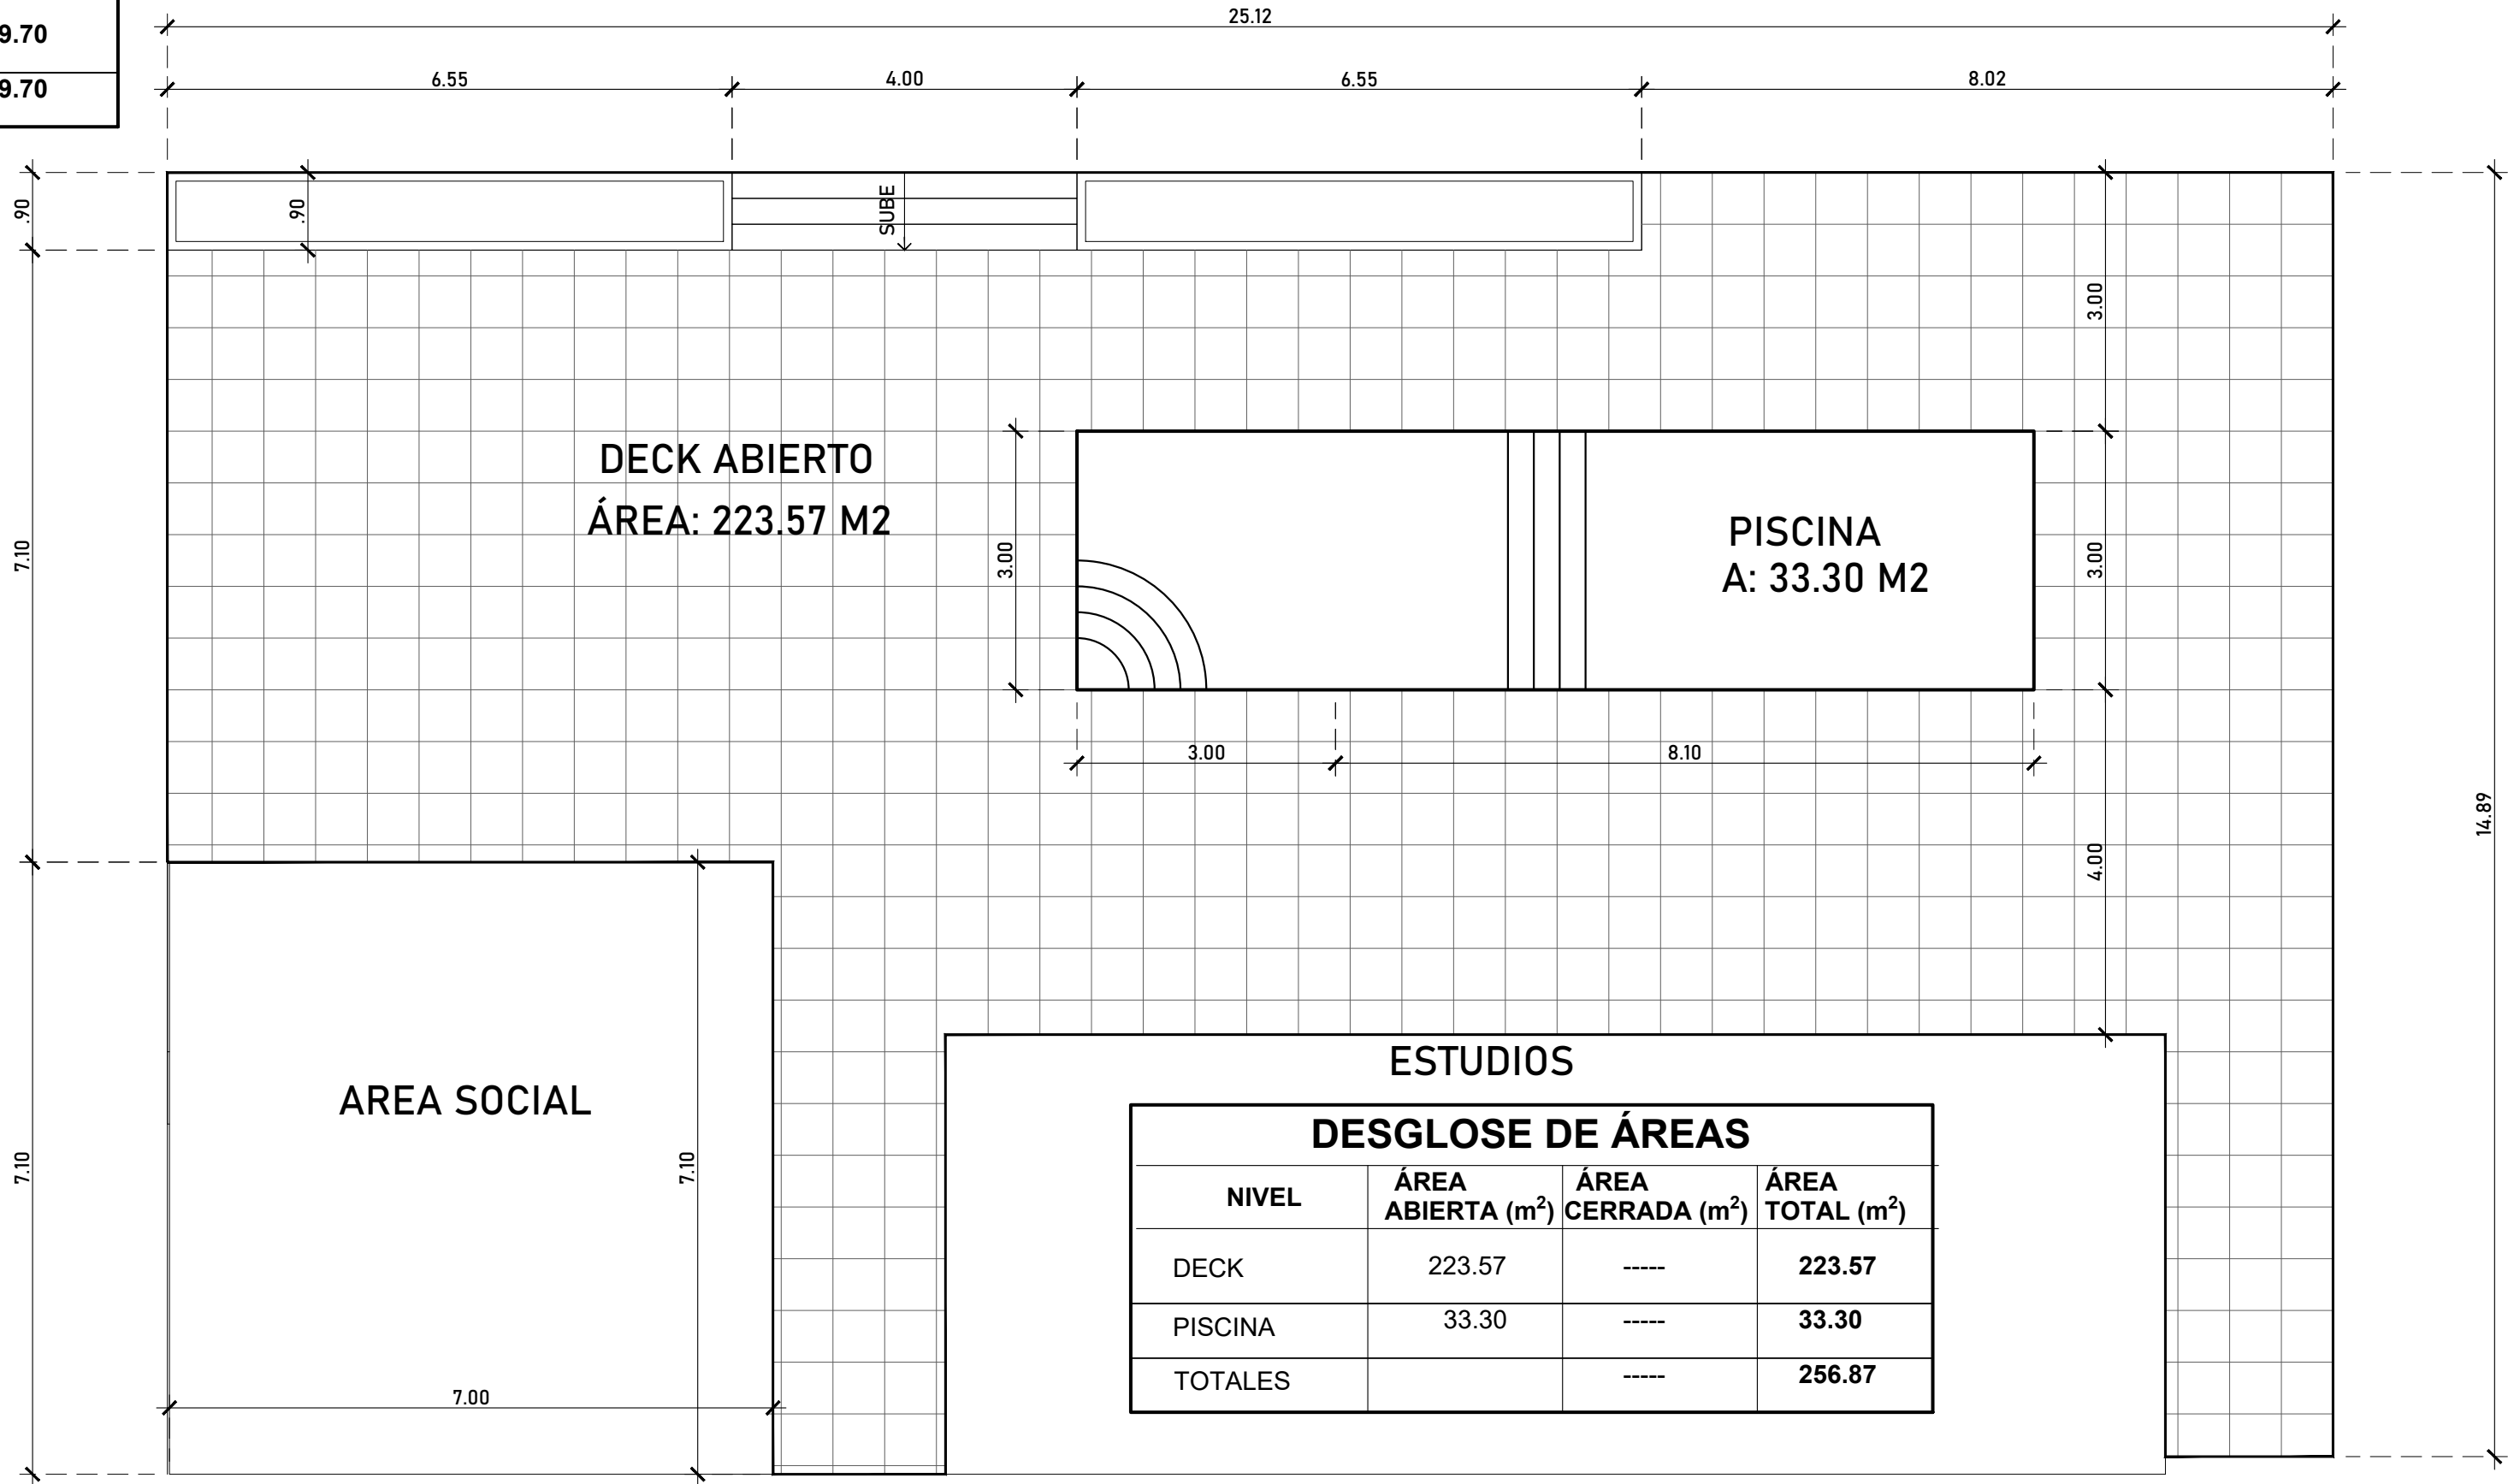 9.70
9.70
25.12
6.55
4.00
6.55
8.02
.90
.90
SUBE
3.00
DECK ABIERTO
ÁREA: 223.57 M2
7.10
3.00
PISCINA
A: 33.30 M2
3.00
3.00
8.10
14.89
4.00
ESTUDIOS
AREA SOCIAL
7.10
7.10
7.00
DESGLOSE DE ÁREAS
NIVEL
ÁREA ABIERTA (m²)
ÁREA CERRADA (m²)
ÁREA TOTAL (m²)
DECK 223.57 ----- 223.57
PISCINA 33.30 ----- 33.30
TOTALES ----- 256.87